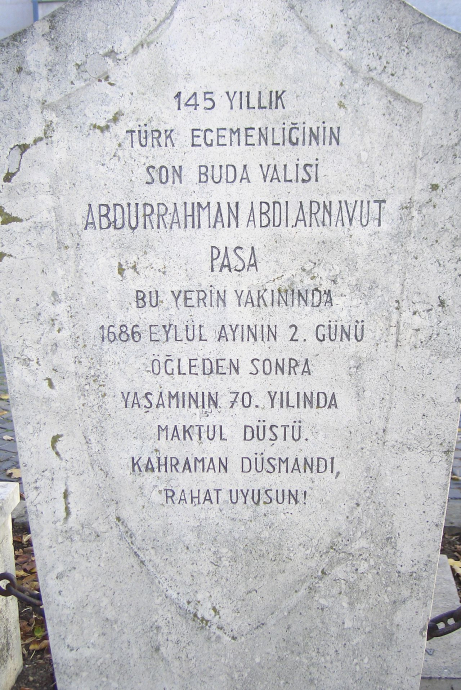 145 YILLIK
TÜRK EGEMENLİĞİNİN
SON BUDA VALİSİ
ABDURRAHMAN ABDI.ARNAVUT
PAŞA
BU YERİN YAKININDA
1686 EYLÜL AYININ 2. GÜNÜ
ÖĞLEDEN SONRA
YAŞAMININ 70. YILINDA
MAKTUL DÜŞTÜ.
KAHRAMAN DÜŞMANDI,
RAHAT UYUSUN!